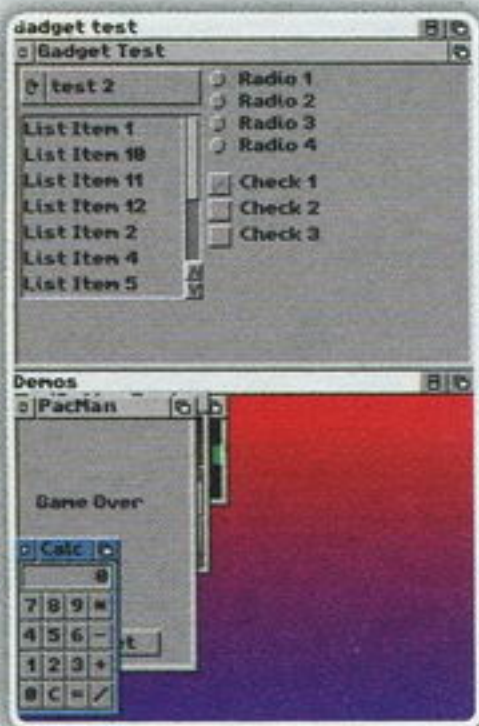 Gadget test
Gadget Test
test 2
Radio 1
Radio 2
Radio 3
Radio 4
List Item 1
List Item 10
List Item 11
List Item 12
List Item 2
List Item 4
List Item 5
Check 1
Check 2
Check 3
Demos
PacMan
Game Over
Calc
0
7 8 9
4 5 6 -
1 2 3 +
0 C = /